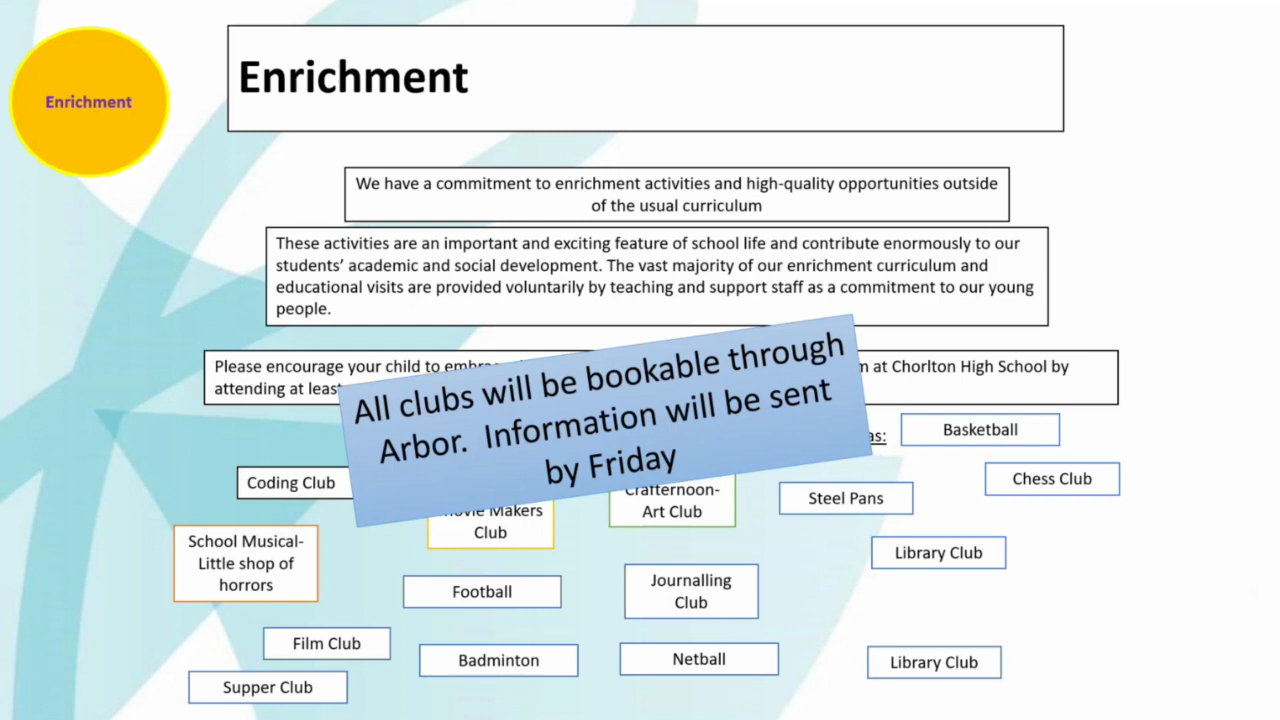 Enrichment
Enrichment
We have a commitment to enrichment activities and high-quality opportunities outside
of the usual curriculum
These activities are an important and exciting feature of school life and contribute enormously to our
students’ academic and social development. The vast majority of our enrichment curriculum and
educational visits are provided voluntarily by teaching and support staff as a commitment to our young
people.
Please encourage your child to at Chorlton High School by
attending at least
All clubs will be bookable through
Arbor. Information will be sent
by Friday
as:
Basketball
Coding Club
Chess Club
Makers
Club
Crafternoon-
Art Club
Steel Pans
School Musical-
Little shop of
horrors
Library Club
Football
Journalling
Club
Film Club
Badminton
Netball
Library Club
Supper Club